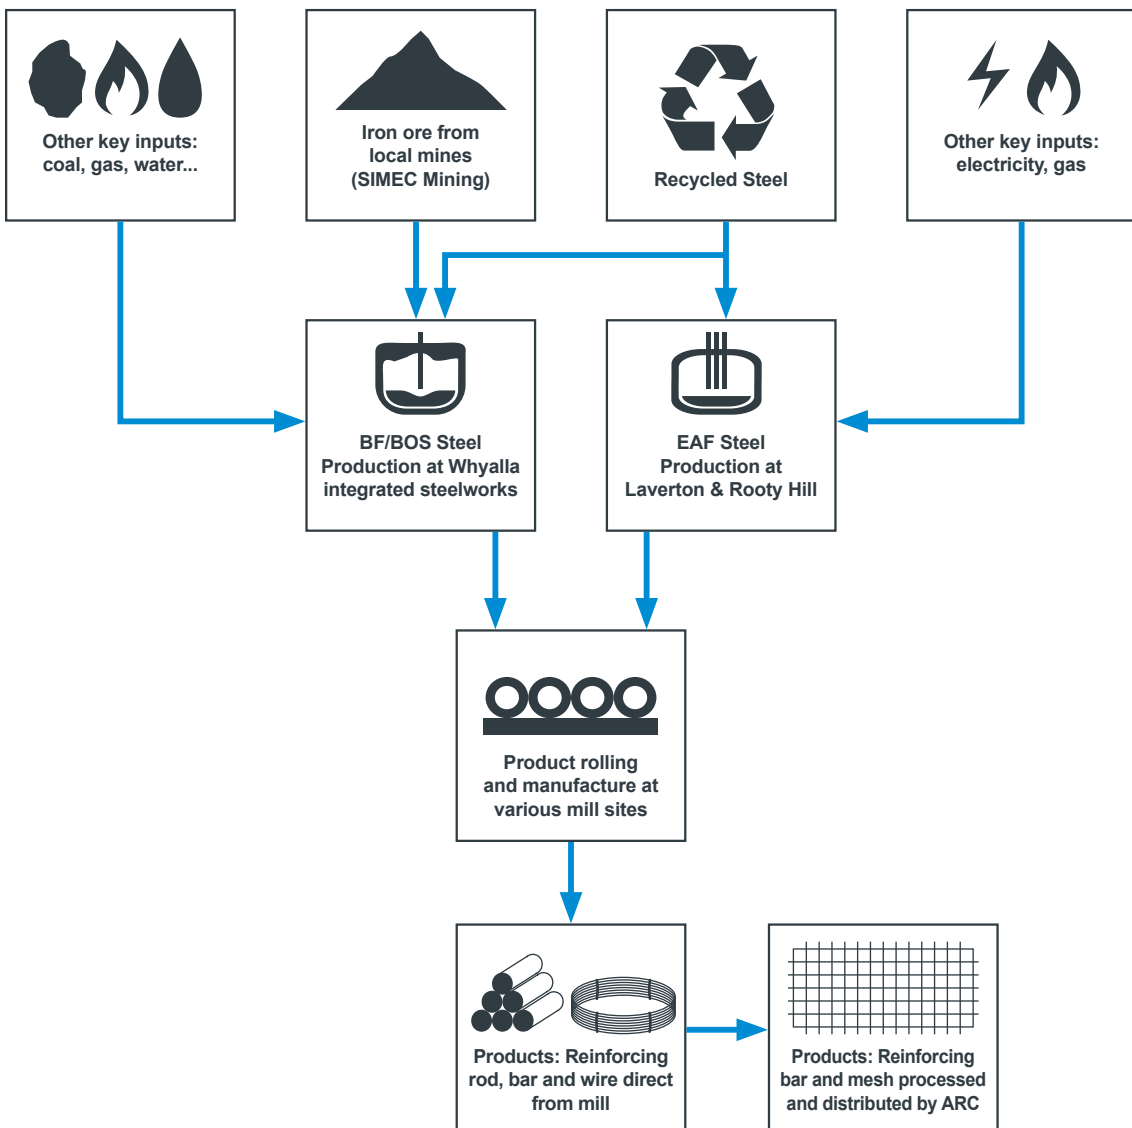 Other key inputs:
coal, gas, water...
Iron ore from
local mines
(SIMEC Mining)
Recycled Steel
Other key inputs:
electricity, gas
BF/BOS Steel
Production at Whyalla
integrated steelworks
EAF Steel
Production at
Laverton & Rooty Hill
Product rolling
and manufacture at
various mill sites
Products: Reinforcing
rod, bar and wire direct
from mill
Products: Reinforcing
bar and mesh processed
and distributed by ARC